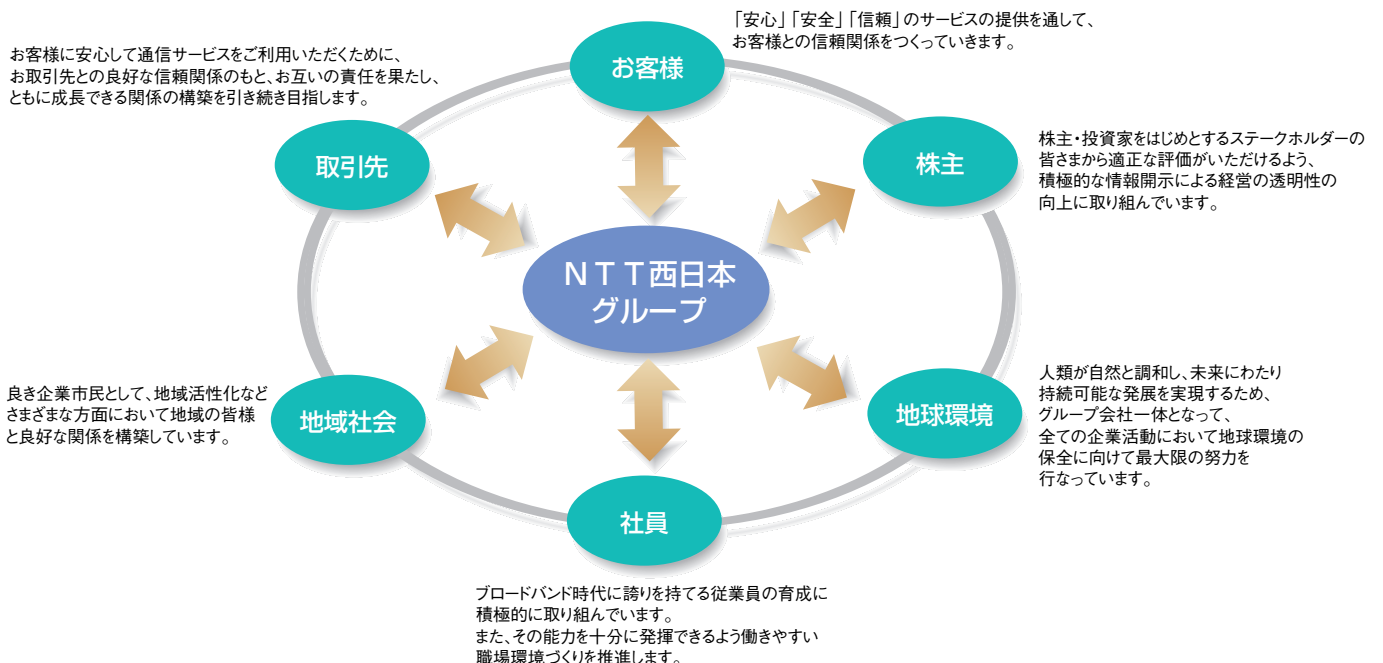 「安心」「安全」「信頼」のサービスの提供を通して、
お客様との信頼関係をつくっていきます。
お客様
お客様に安心して通信サービスをご利用いただくために、
お取引先との良好な信頼関係のもと、お互いの責任を果たし、
ともに成長できる関係の構築を引き続き目指します。
取引先
株主
株主・投資家をはじめとするステークホルダーの
皆さまから適正な評価がいただけるよう、
積極的な情報開示による経営の透明性の
向上に取り組んでいます。
ＮＴＴ西日本
グループ
良き企業市民として、地域活性化など
さまざまな方面において地域の皆様
と良好な関係を構築しています。
地域社会
地球環境
人類が自然と調和し、未来にわたり
持続可能な発展を実現するため、
グループ会社一体となって、
全ての企業活動において地球環境の
保全に向けて最大限の努力を
行なっています。
社員
ブロードバンド時代に誇りを持てる従業員の育成に
積極的に取り組んでいます。
また、その能力を十分に発揮できるよう働きやすい
職場環境づくりを推進します。